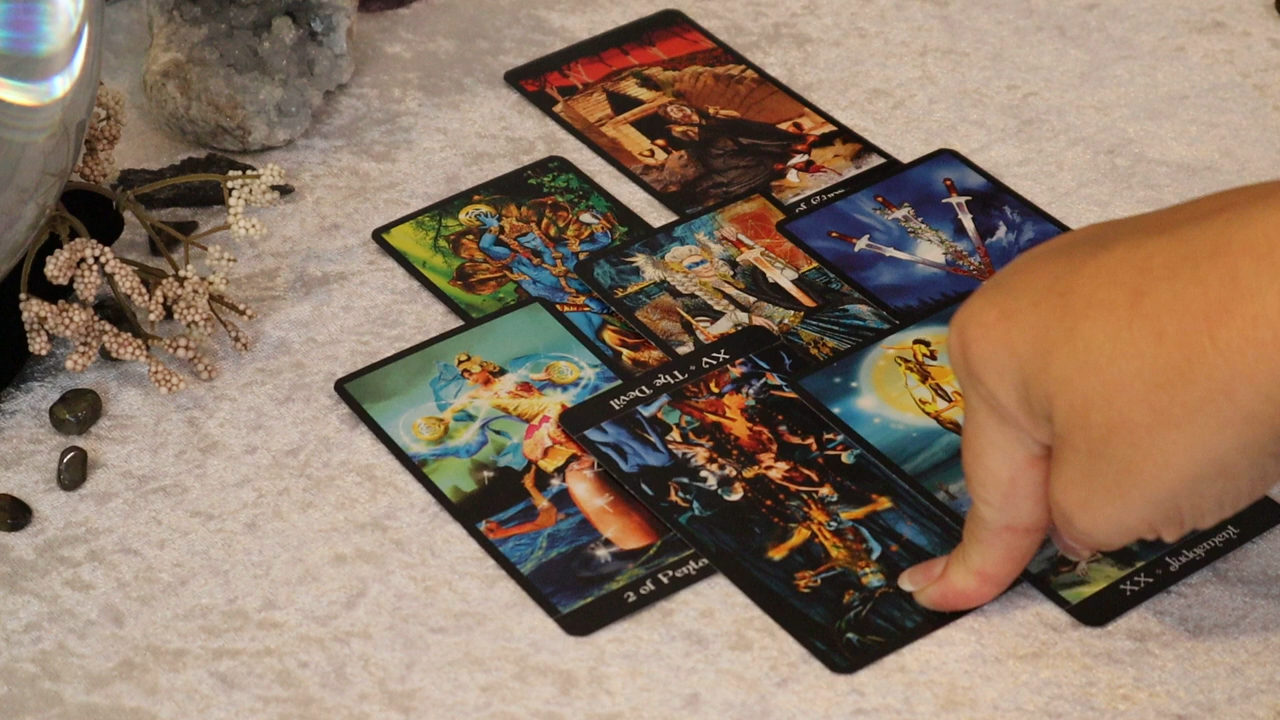 XV • The Devil
2 of Penta
XX • Judgement